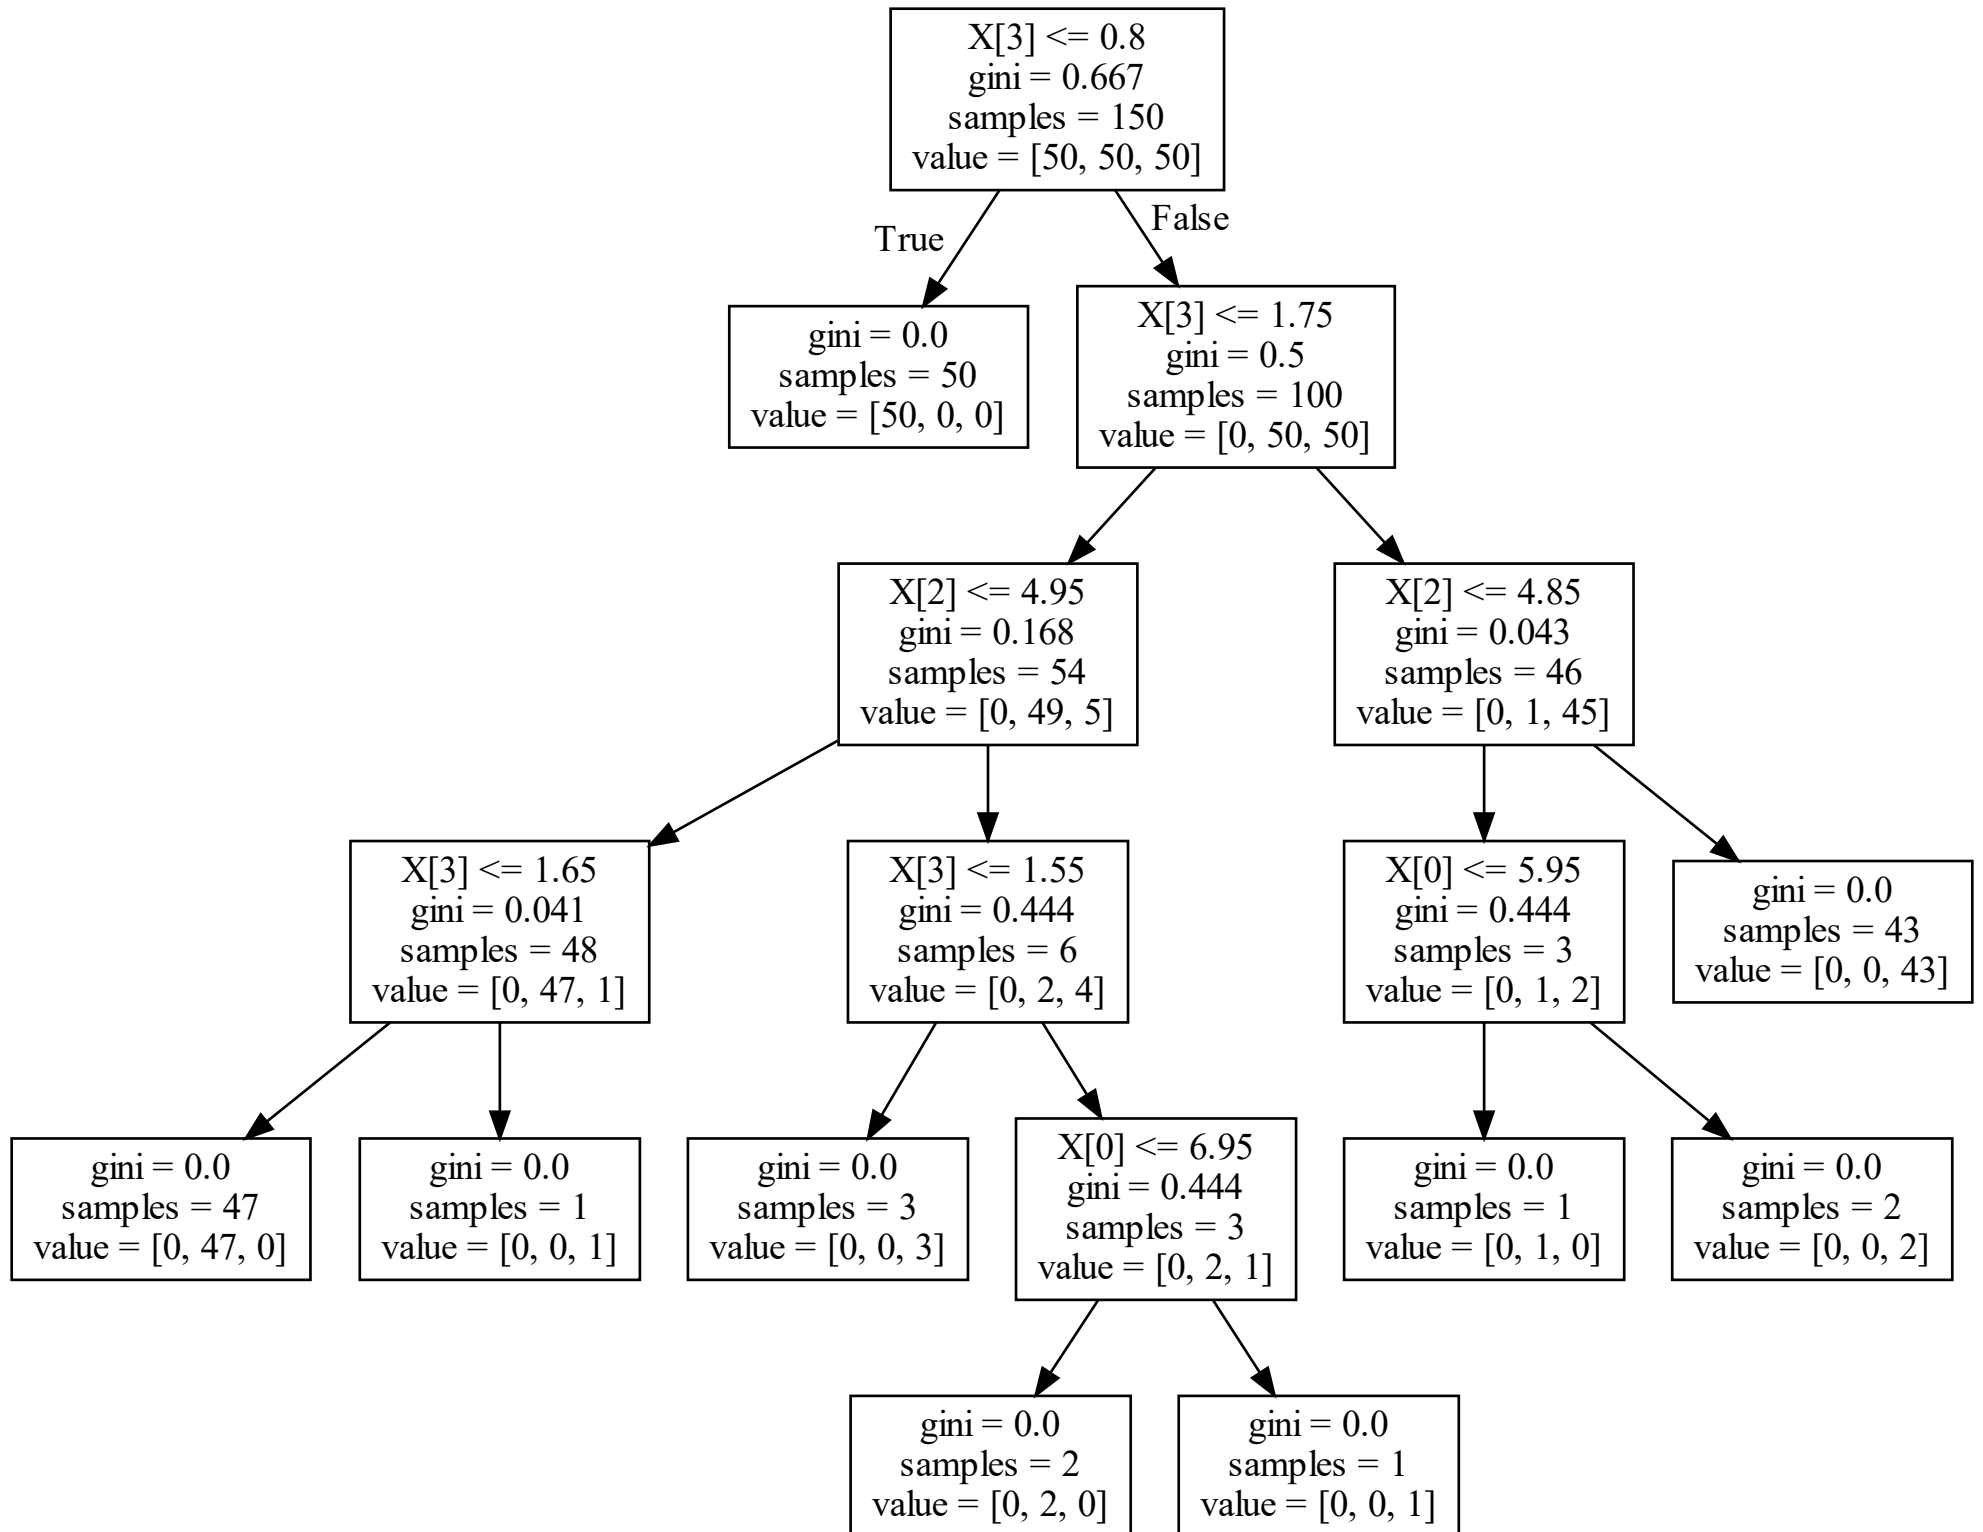 X[3] <= 0.8
gini = 0.667
samples = 150
value = [50, 50, 50]
True
False
gini = 0.0
samples = 50
value = [50, 0, 0]
X[3] <= 1.75
gini = 0.5
samples = 100
value = [0, 50, 50]
X[2] <= 4.95
gini = 0.168
samples = 54
value = [0, 49, 5]
X[2] <= 4.85
gini = 0.043
samples = 46
value = [0, 1, 45]
X[3] <= 1.65
gini = 0.041
samples = 48
value = [0, 47, 1]
X[3] <= 1.55
gini = 0.444
samples = 6
value = [0, 2, 4]
X[0] <= 5.95
gini = 0.444
samples = 3
value = [0, 1, 2]
gini = 0.0
samples = 43
value = [0, 0, 43]
gini = 0.0
samples = 47
value = [0, 47, 0]
gini = 0.0
samples = 1
value = [0, 0, 1]
gini = 0.0
samples = 3
value = [0, 0, 3]
X[0] <= 6.95
gini = 0.444
samples = 3
value = [0, 2, 1]
gini = 0.0
samples = 1
value = [0, 1, 0]
gini = 0.0
samples = 2
value = [0, 0, 2]
gini = 0.0
samples = 2
value = [0, 2, 0]
gini = 0.0
samples = 1
value = [0, 0, 1]